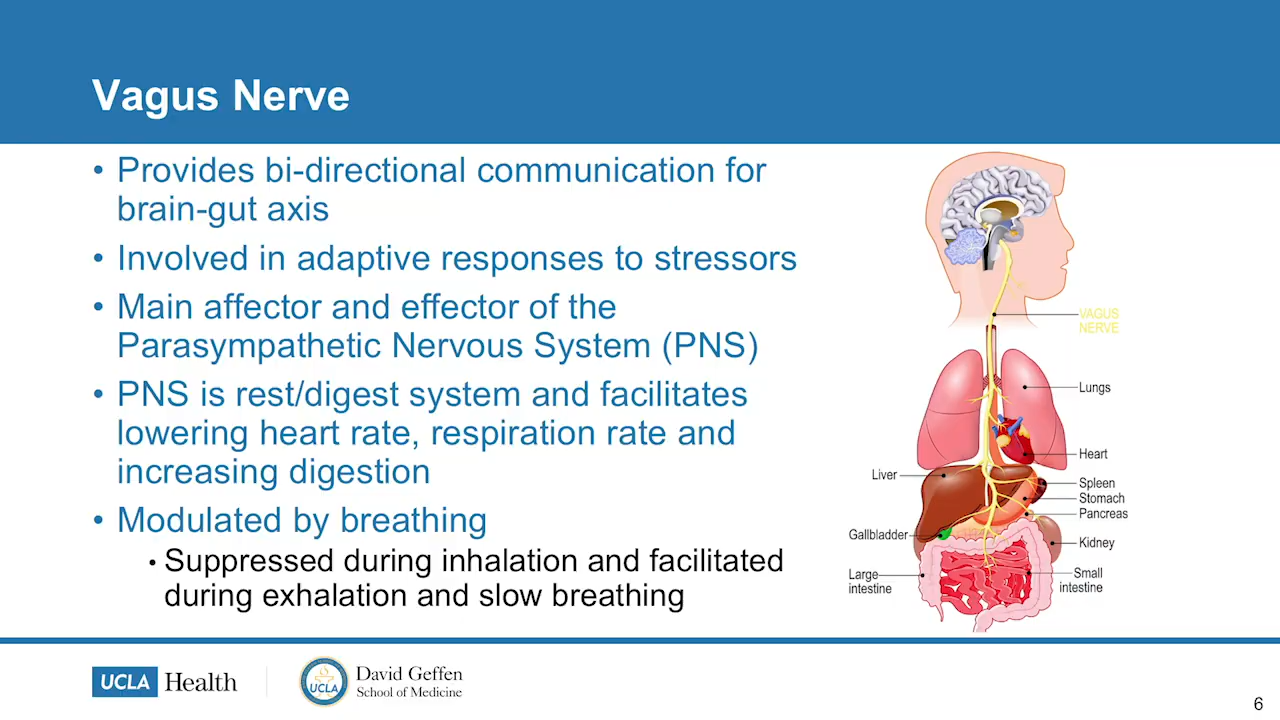 Vagus Nerve
• Provides bi-directional communication for
brain-gut axis
• Involved in adaptive responses to stressors
• Main affector and effector of the
Parasympathetic Nervous System (PNS)
• PNS is rest/digest system and facilitates
lowering heart rate, respiration rate and
increasing digestion
• Modulated by breathing
• Suppressed during inhalation and facilitated
during exhalation and slow breathing
VAGUS
NERVE
Lungs
Heart
Liver
Spleen
Stomach
Pancreas
Gallbladder
Kidney
Large
intestine
Small
intestine
UCLA Health
UCLA
David Geffen
School of Medicine
6